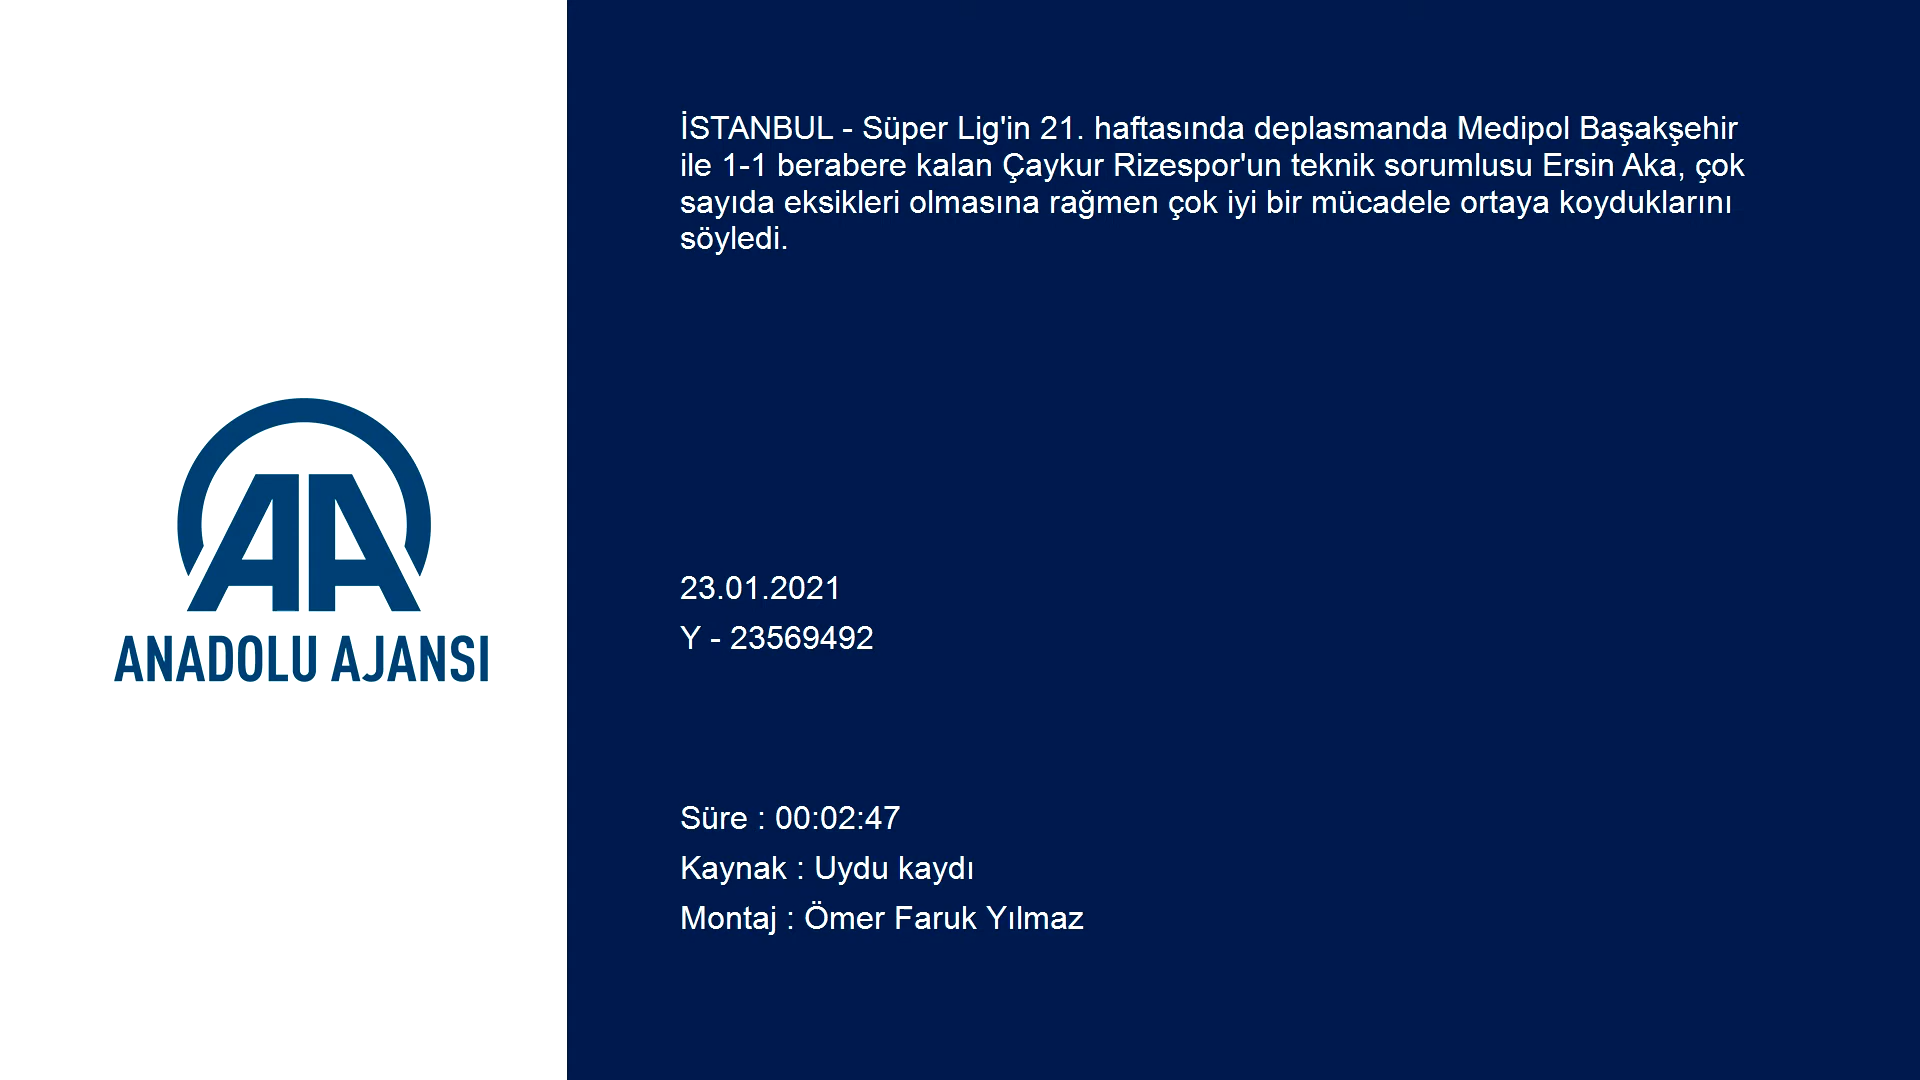 İSTANBUL - Süper Lig'in 21. haftasında deplasmanda Medipol Başakşehir
ile 1-1 berabere kalan Çaykur Rizespor'un teknik sorumlusu Ersin Aka, çok
sayıda eksikleri olmasına rağmen çok iyi bir mücadele ortaya koyduklarını
söyledi.
AA
ANADOLU AJANSI
23.01.2021
Y - 23569492
Süre : 00:02:47
Kaynak : Uydu kaydı
Montaj : Ömer Faruk Yılmaz